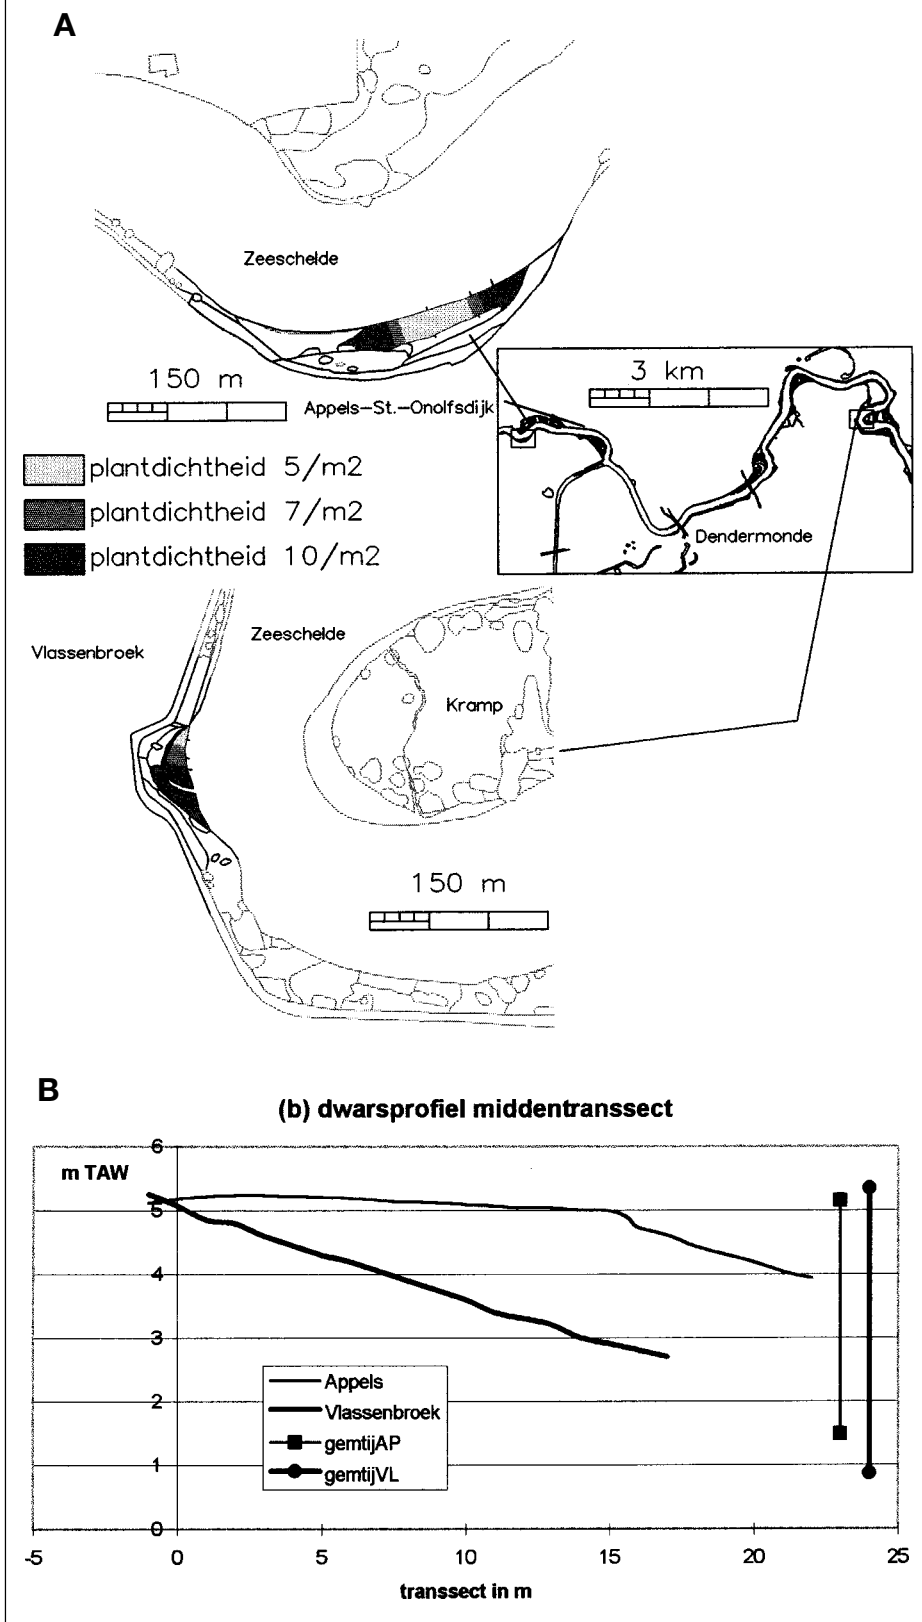 A
Zeeschelde
150 m
3 km
Appels-St.-Onolfsdijk
plantdichtheid 5/m2
plantdichtheid 7/m2
plantdichtheid 10/m2
Dendermonde
Zeeschelde
Vlassenbroek
Kramp
150 m
B
(b) dwarsprofiel middentranssect
m TAW
6
5
4
3
2
1
0
Appels
Vlassenbroek
gemtijAP
gemtijVL
-5 0 5 10 15 20 25
transsect in m